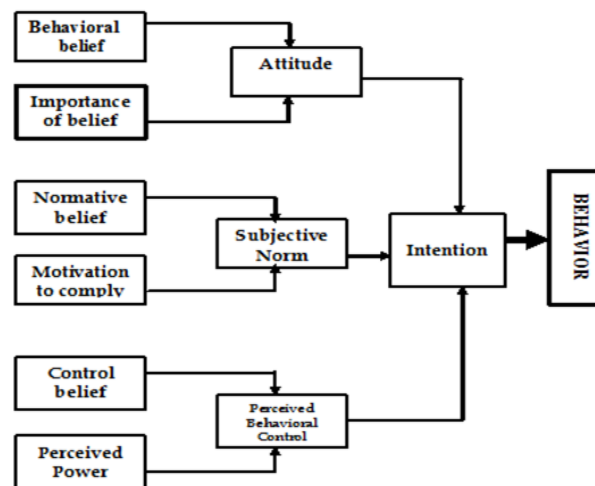 Behavioral
belief
Attitude
Importance
of belief
Normative
belief
Subjective
Norm
Motivation
to comply
Intention
BEHAVIOR
Control
belief
Perceived
Behavioral
Control
Perceived
Power